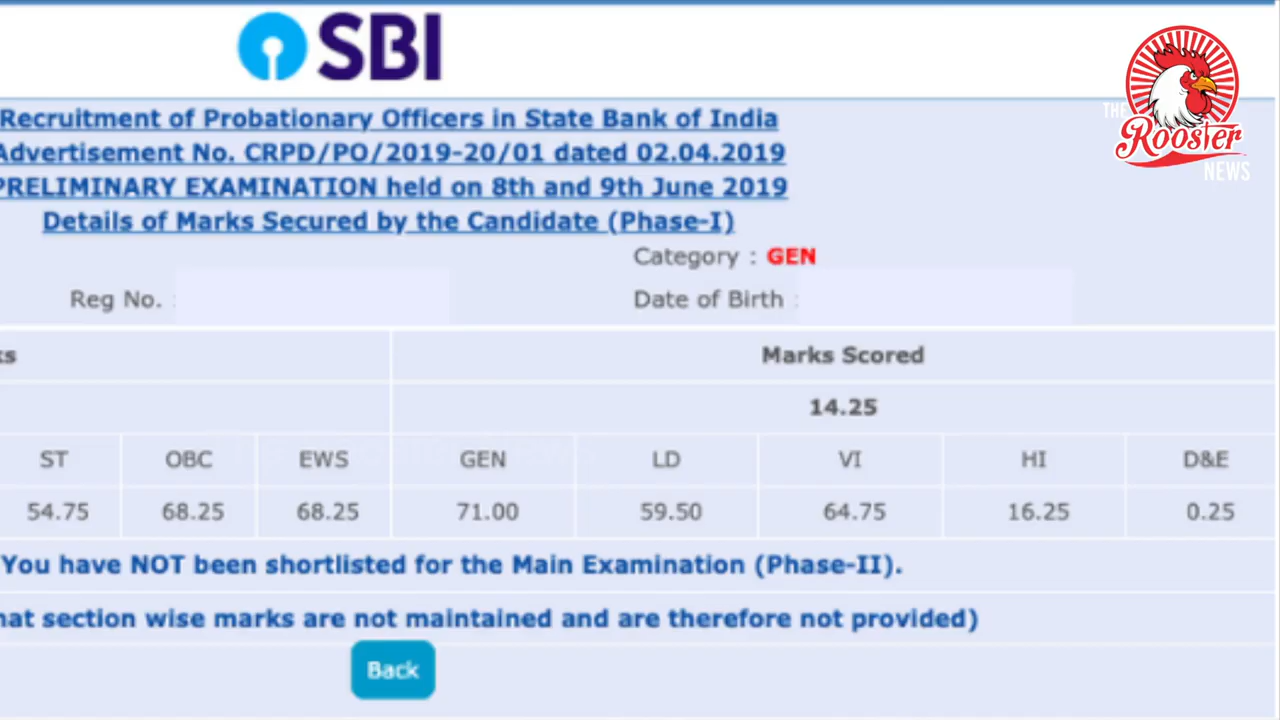 SBI
THE
Rooster
NEWS
Recruitment of Probationary Officers in State Bank of India
Advertisement No. CRPD/PO/2019-20/01 dated 02.04.2019
PRELIMINARY EXAMINATION held on 8th and 9th June 2019
Details of Marks Secured by the Candidate (Phase-I)
Category : GEN
Reg No. : Date of Birth :
ks Marks Scored
14.25
ST OBC EWS GEN LD VI HI D&E
54.75 68.25 68.25 71.00 59.50 64.75 16.25 0.25
You have NOT been shortlisted for the Main Examination (Phase-II).
hat section wise marks are not maintained and are therefore not provided)
Back